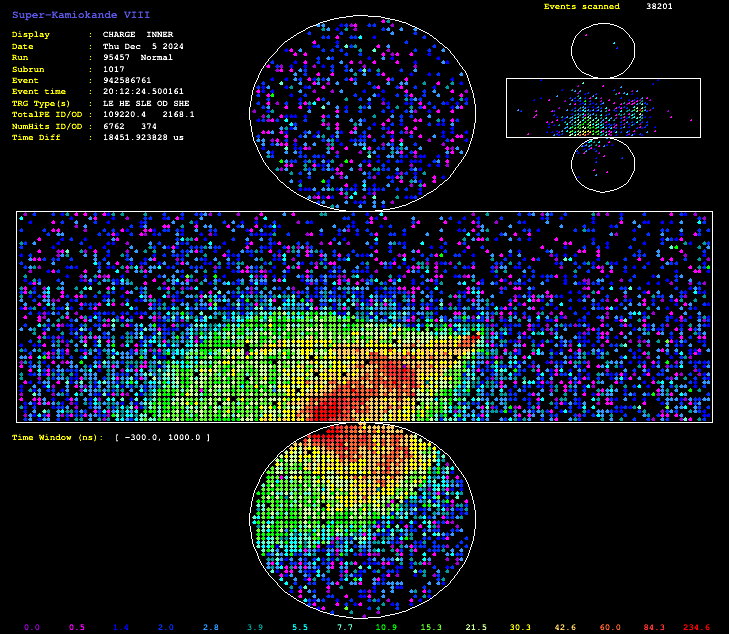 Super-Kamiokande VIII
Display : CHARGE INNER
Date : Thu Dec 5 2024
Run : 95457 Normal
Subrun : 1017
Event : 942586761
Event time : 20:12:24.500161
TRG Type(s) : LE HE SLE OD SHE
TotalPE ID/OD : 109220.4 2168.1
NumHits ID/OD : 6762 374
Time Diff : 18451.923828 us
Events scanned 38201
Time Window (ns): [ -300.0, 1000.0 ]
0.0 0.5 1.4 2.0 2.8 3.9 5.5 7.7 10.9 15.3 21.5 30.3 42.6 60.0 84.3 234.6